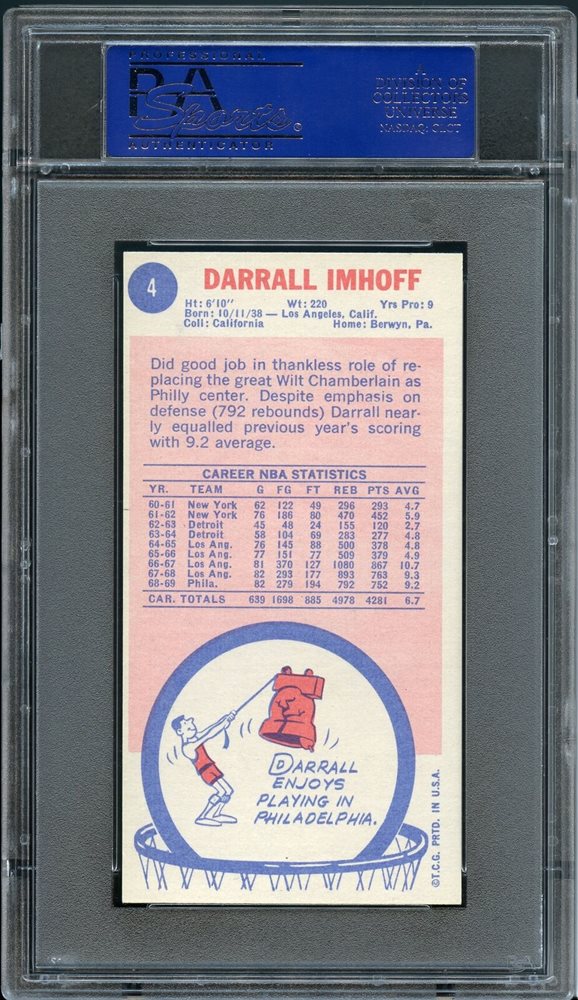 PROFESSIONAL
PSA
Sports
AUTHENTICATOR
A
DIVISION OF
COLLECTORS
UNIVERSE
NASDAQ: CLCT
4
DARRALL IMHOFF
Ht: 6'10" Wt: 220 Yrs Pro: 9
Born: 10/11/38 — Los Angeles, Calif.
Coll: California Home: Berwyn, Pa.
Did good job in thankless role of re-
placing the great Wilt Chamberlain as
Philly center. Despite emphasis on
defense (792 rebounds) Darrall near-
ly equalled previous year's scoring
with 9.2 average.
CAREER NBA STATISTICS
YR. TEAM G FG FT REB PTS AVG
60-61 New York 62 122 49 296 293 4.7
61-62 New York 76 186 80 470 452 5.9
62-63 Detroit 45 48 24 155 120 2.7
63-64 Detroit 58 104 69 283 277 4.8
64-65 Los Ang. 76 145 88 500 378 4.8
65-66 Los Ang. 77 151 77 509 379 4.9
66-67 Los Ang. 81 370 127 1080 867 10.7
67-68 Los Ang. 82 293 177 893 763 9.3
68-69 Phila. 82 279 194 792 752 9.2
CAR. TOTALS 639 1698 885 4978 4281 6.7
DARRALL
ENJOYS
PLAYING IN
PHILADELPHIA.
©T.C.G. PRTD. IN U.S.A.